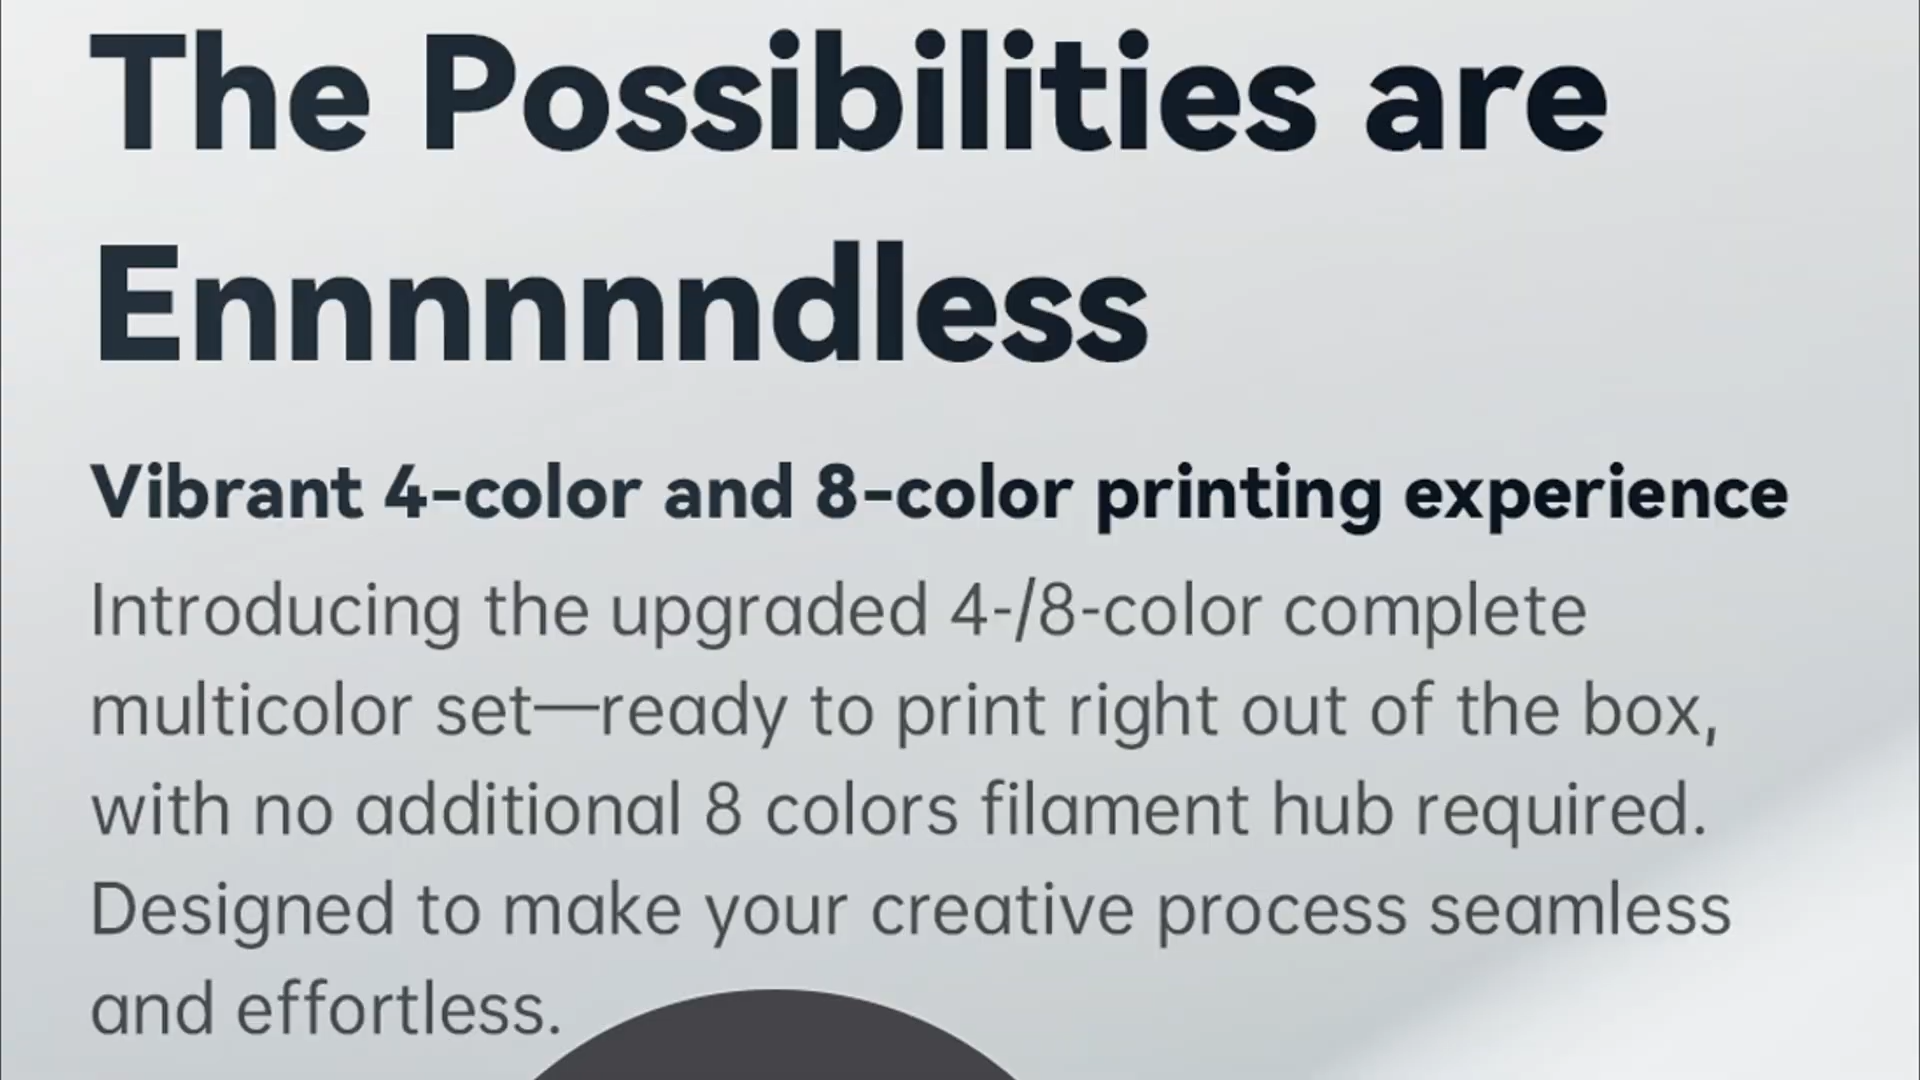 The Possibilities are
Ennnnnndless
Vibrant 4-color and 8-color printing experience
Introducing the upgraded 4-/8-color complete
multicolor set—ready to print right out of the box,
with no additional 8 colors filament hub required.
Designed to make your creative process seamless
and effortless.